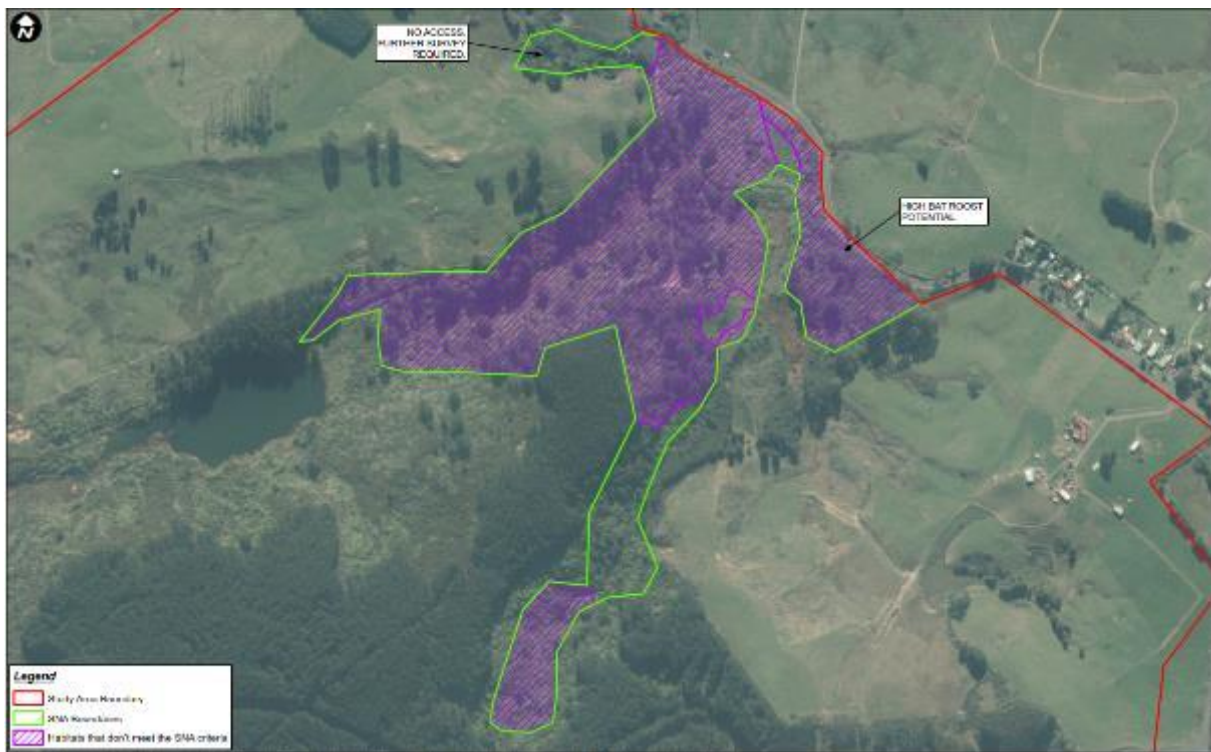 NO ACCESS.
FURTHER SURVEY
REQUIRED.
HIGH BAT ROOST
POTENTIAL
Legend
Study Area Boundary
SNA Boundaries
Habitats that don't meet the SNA criteria